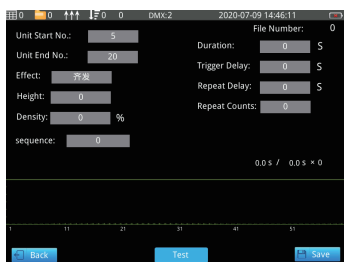 0 0 0 0 DMX:2 2020-07-09 14:46:11
File Number: 0
Unit Start No.: 5
Unit End No.: 20
Effect: 齐发
Height: 0
Density: 0 %
sequence: 0
Duration: 0 S
Trigger Delay: 0 S
Repeat Delay: 0 S
Repeat Counts: 0
0.0 s / 0.0 s × 0
1 11 21 31 41 51
Back Test Save